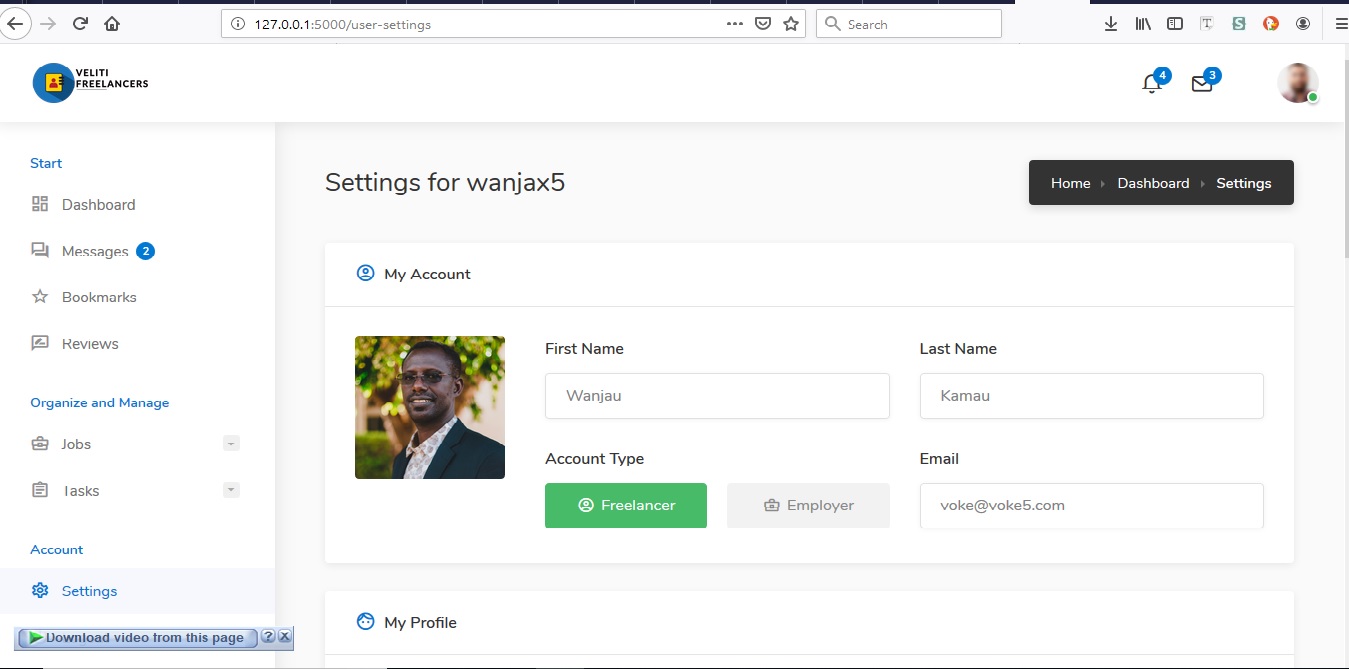 127.0.0.1:5000/user-settings
Search
VELITI
FREELANCERS
4
3
Start
Dashboard
Messages 2
Bookmarks
Reviews
Organize and Manage
Jobs
Tasks
Account
Settings
Download video from this page ? X
Settings for wanjax5
Home Dashboard Settings
My Account
First Name Last Name
Wanjau Kamau
Account Type Email
Freelancer Employer voke@voke5.com
My Profile